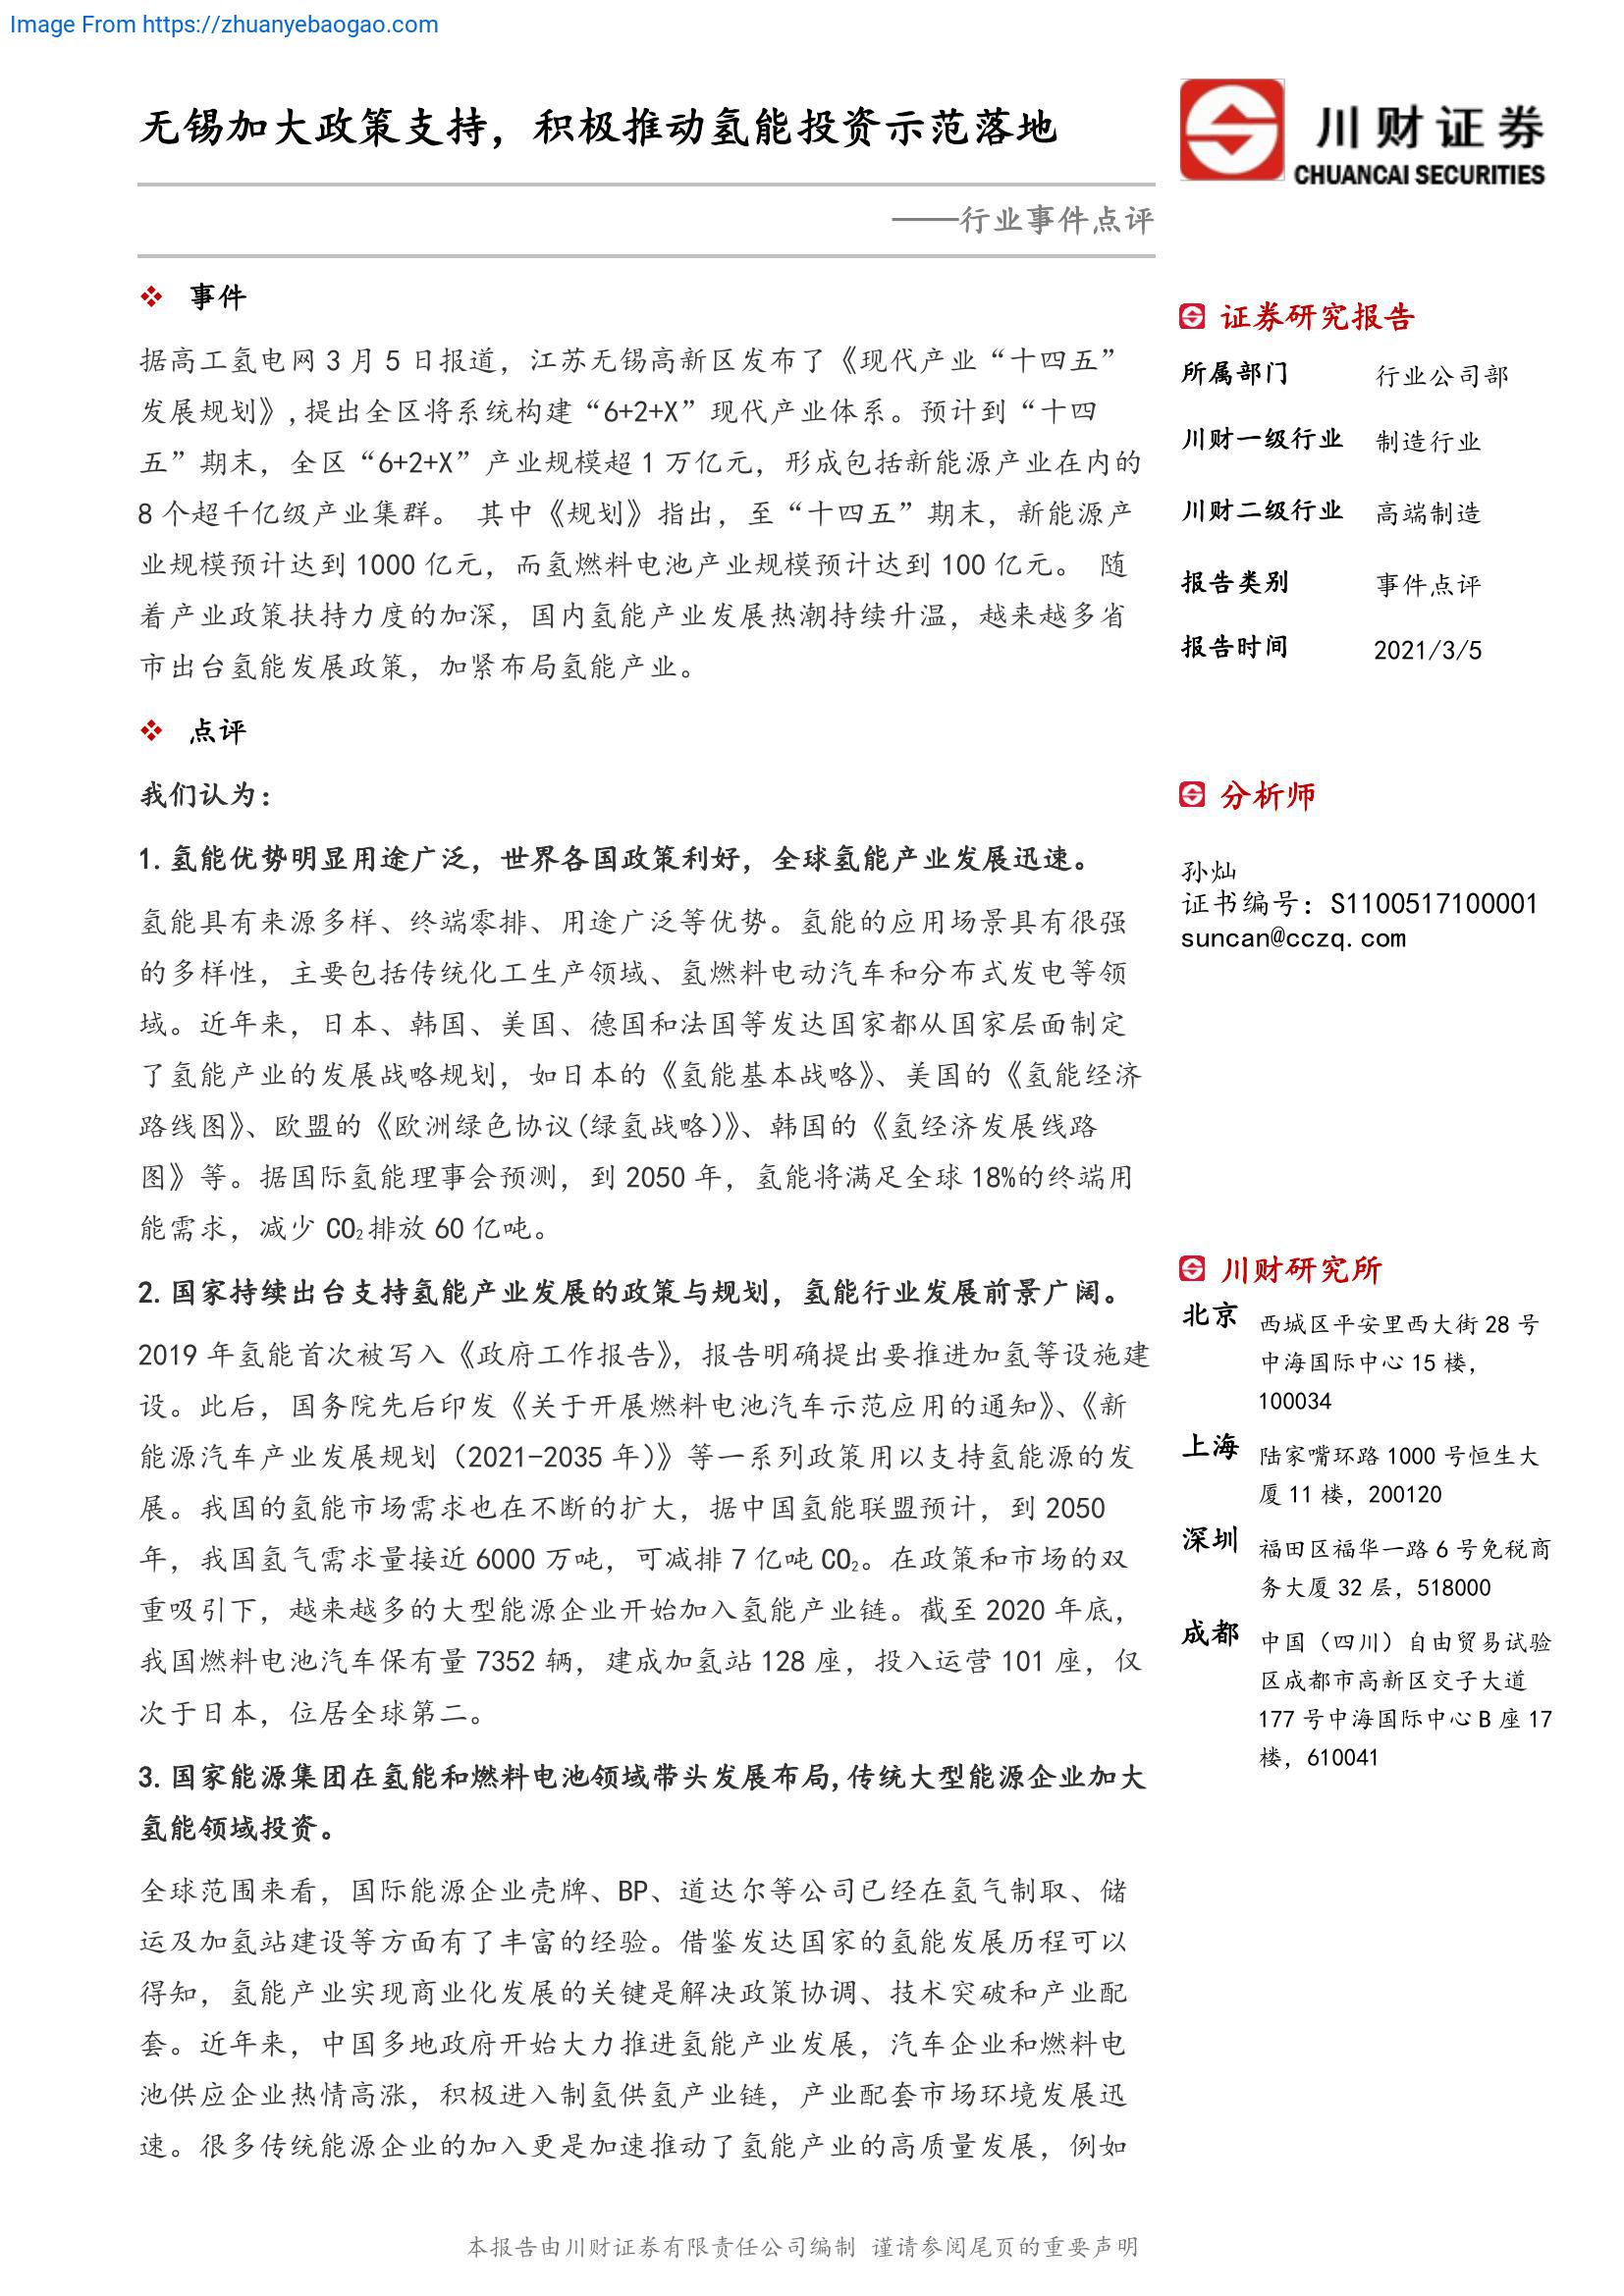 Image From https://zhuanyebaogao.com
无锡加大政策支持，积极推动氢能投资示范落地
——行业事件点评
川财证券
CHUANCAI SECURITIES
事件
据高工氢电网 3 月 5 日报道，江苏无锡高新区发布了《现代产业“十四五”
发展规划》,提出全区将系统构建“6+2+X”现代产业体系。预计到“十四
五”期末，全区“6+2+X”产业规模超 1 万亿元，形成包括新能源产业在内的
8 个超千亿级产业集群。 其中《规划》指出，至“十四五”期末，新能源产
业规模预计达到 1000 亿元，而氢燃料电池产业规模预计达到 100 亿元。 随
着产业政策扶持力度的加深，国内氢能产业发展热潮持续升温，越来越多省
市出台氢能发展政策，加紧布局氢能产业。
点评
我们认为：
1.氢能优势明显用途广泛，世界各国政策利好，全球氢能产业发展迅速。
氢能具有来源多样、终端零排、用途广泛等优势。氢能的应用场景具有很强
的多样性，主要包括传统化工生产领域、氢燃料电动汽车和分布式发电等领
域。近年来，日本、韩国、美国、德国和法国等发达国家都从国家层面制定
了氢能产业的发展战略规划，如日本的《氢能基本战略》、美国的《氢能经济
路线图》、欧盟的《欧洲绿色协议(绿氢战略)》、韩国的《氢经济发展线路
图》等。据国际氢能理事会预测，到 2050 年，氢能将满足全球 18%的终端用
能需求，减少 CO₂排放 60 亿吨。
2.国家持续出台支持氢能产业发展的政策与规划，氢能行业发展前景广阔。
2019 年氢能首次被写入《政府工作报告》，报告明确提出要推进加氢等设施建
设。此后，国务院先后印发《关于开展燃料电池汽车示范应用的通知》、《新
能源汽车产业发展规划（2021-2035 年）》等一系列政策用以支持氢能源的发
展。我国的氢能市场需求也在不断的扩大，据中国氢能联盟预计，到 2050
年，我国氢气需求量接近 6000 万吨，可减排 7 亿吨 CO₂。在政策和市场的双
重吸引下，越来越多的大型能源企业开始加入氢能产业链。截至 2020 年底，
我国燃料电池汽车保有量 7352 辆，建成加氢站 128 座，投入运营 101 座，仅
次于日本，位居全球第二。
3.国家能源集团在氢能和燃料电池领域带头发展布局,传统大型能源企业加大
氢能领域投资。
全球范围来看，国际能源企业壳牌、BP、道达尔等公司已经在氢气制取、储
运及加氢站建设等方面有了丰富的经验。借鉴发达国家的氢能发展历程可以
得知，氢能产业实现商业化发展的关键是解决政策协调、技术突破和产业配
套。近年来，中国多地政府开始大力推进氢能产业发展，汽车企业和燃料电
池供应企业热情高涨，积极进入制氢供氢产业链，产业配套市场环境发展迅
速。很多传统能源企业的加入更是加速推动了氢能产业的高质量发展，例如
证券研究报告
所属部门 行业公司部
川财一级行业 制造行业
川财二级行业 高端制造
报告类别 事件点评
报告时间 2021/3/5
分析师
孙灿
证书编号：S1100517100001
suncan@cczq.com
川财研究所
北京 西城区平安里西大街 28 号
中海国际中心 15 楼，
100034
上海 陆家嘴环路 1000 号恒生大
厦 11 楼，200120
深圳 福田区福华一路 6 号免税商
务大厦 32 层，518000
成都 中国（四川）自由贸易试验
区成都市高新区交子大道
177 号中海国际中心 B 座 17
楼，610041
本报告由川财证券有限责任公司编制 谨请参阅尾页的重要声明